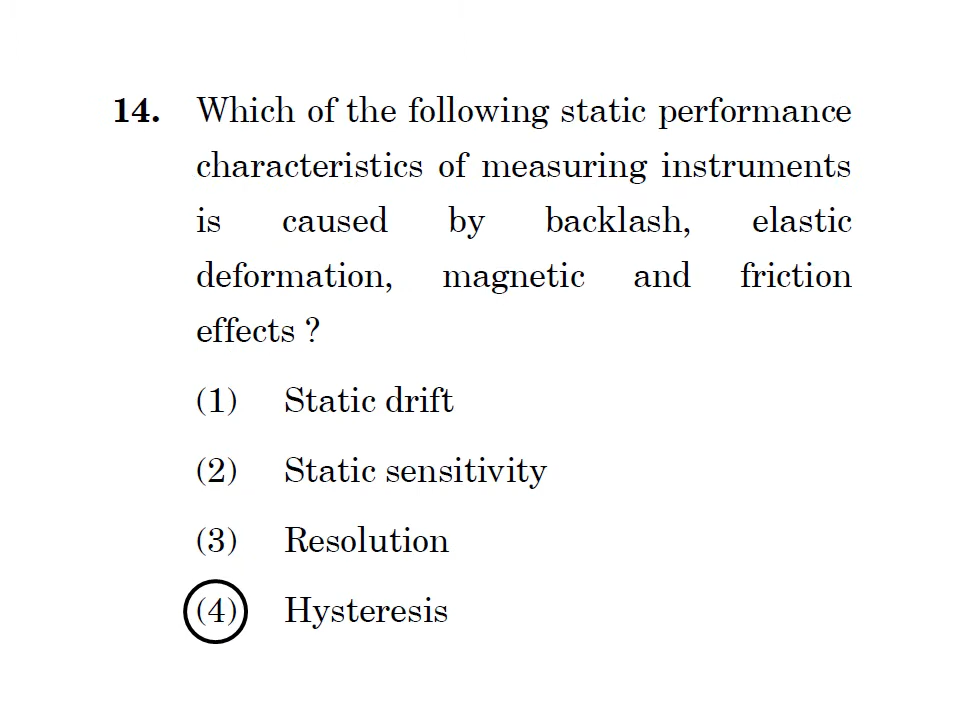 14. Which of the following static performance
characteristics of measuring instruments
is caused by backlash, elastic
deformation, magnetic and friction
effects ?
(1) Static drift
(2) Static sensitivity
(3) Resolution
(4) Hysteresis